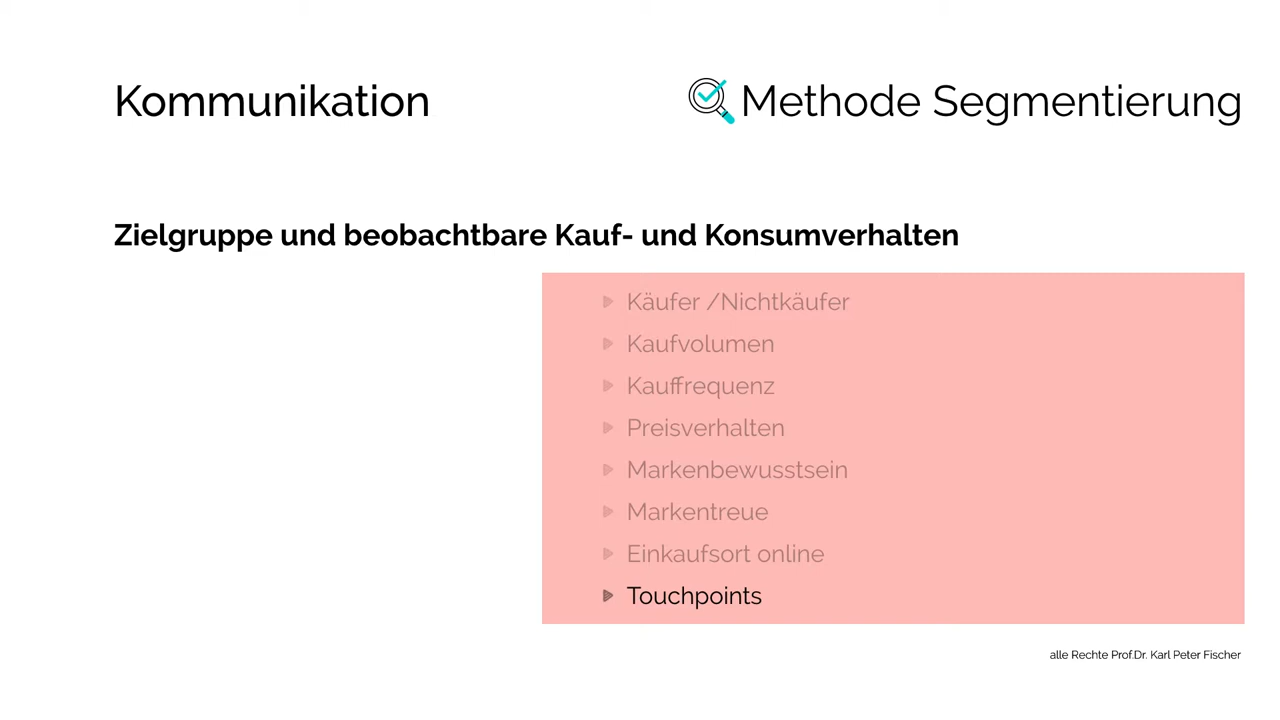 Kommunikation
Methode Segmentierung
Zielgruppe und beobachtbare Kauf- und Konsumverhalten
Käufer /Nichtkäufer
Kaufvolumen
Kauffrequenz
Preisverhalten
Markenbewusstsein
Markentreue
Einkaufsort online
Touchpoints
alle Rechte Prof.Dr. Karl Peter Fischer